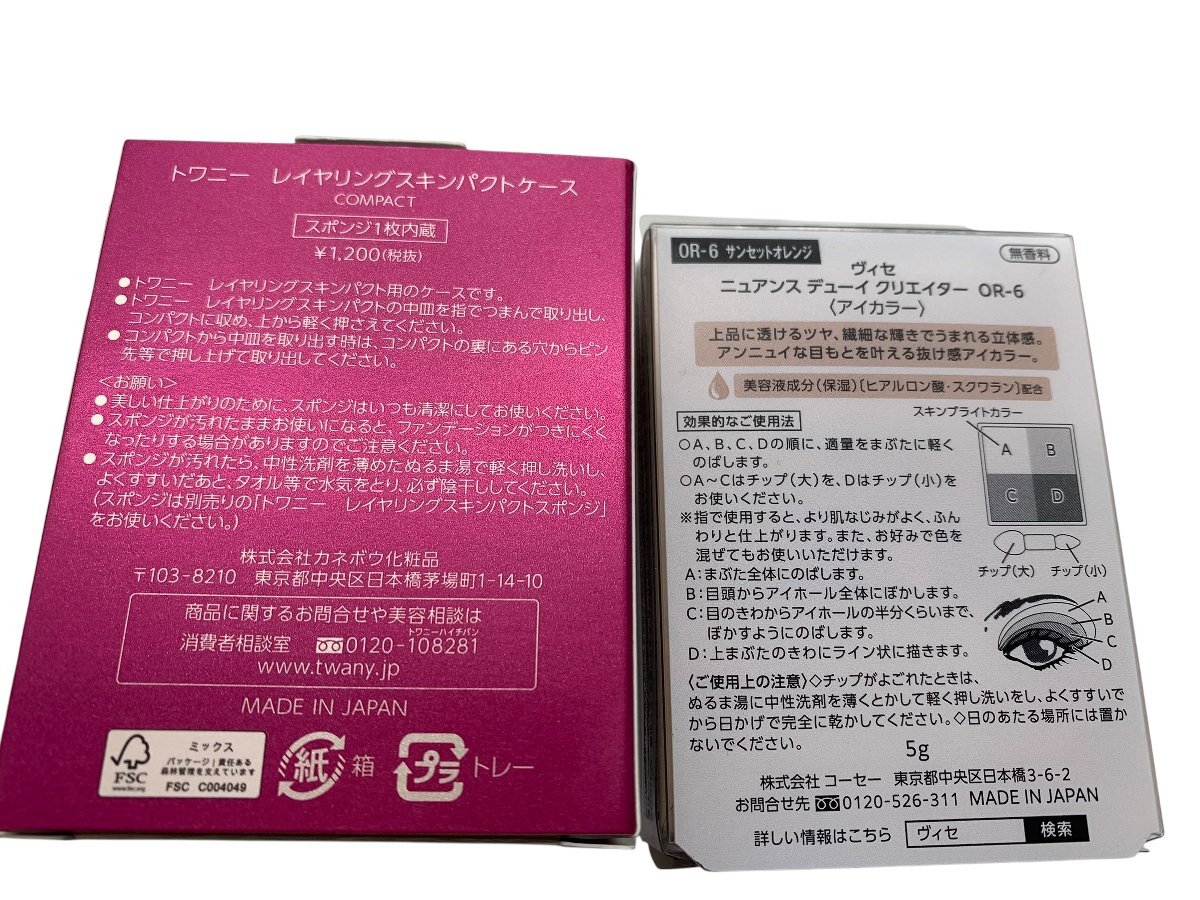 トワニー　レイヤリングスキンパクトケース
COMPACT
スポンジ1枚内蔵
¥1,200(税抜)
●トワニー　レイヤリングスキンパクト用のケースです。
●トワニー　レイヤリングスキンパクトの中皿を指でつまんで取り出し、
コンパクトに収め、上から軽く押さえてください。
●コンパクトから中皿を取り出す時は、コンパクトの裏にある穴からピン
先等で押し上げて取り出してください。
<お願い>
●美しい仕上がりのために、スポンジはいつも清潔にしてお使いください。
●スポンジが汚れたままお使いになると、ファンデーションがつきにくく
なったりする場合がありますのでご注意ください。
●スポンジが汚れたら、中性洗剤を薄めたぬるま湯で軽く押し洗いし、
よくすすいだあと、タオル等で水気をとり、必ず陰干ししてください。
(スポンジは別売りの「トワニー　レイヤリングスキンパクトスポンジ」
をお使いください。)
株式会社カネボウ化粧品
〒103-8210　東京都中央区日本橋茅場町1-14-10
商品に関するお問合せや美容相談は
トワニーハイチバン
消費者相談室　0120-108281
www.twany.jp
MADE IN JAPAN
FSC
www.fsc.org
ミックス
パッケージ|責任ある
森林管理を支えています
FSC C004049
紙 箱
プラ トレー
OR-6 サンセットオレンジ
無香料
ヴィセ
ニュアンス デューイ クリエイター OR-6
〈アイカラー〉
上品に透けるツヤ、繊細な輝きでうまれる立体感。
アンニュイな目もとを叶える抜け感アイカラー。
美容液成分(保湿)〔ヒアルロン酸・スクワラン〕配合
効果的なご使用法
○A、B、C、Dの順に、適量をまぶたに軽く
のばします。
○A～Cはチップ(大)を、Dはチップ(小)を
お使いください。
※指で使用すると、より肌なじみがよく、ふん
わりと仕上がります。また、お好みで色を
混ぜてもお使いいただけます。
A:まぶた全体にのばします。
B:目頭からアイホール全体にぼかします。
C:目のきわからアイホールの半分くらいまで、
ぼかすようにのばします。
D:上まぶたのきわにライン状に描きます。
スキンブライトカラー
A B
C D
チップ(大) チップ(小)
A
B
C
D
〈ご使用上の注意〉◇チップがよごれたときは、
ぬるま湯に中性洗剤を薄くとかして軽く押し洗いをし、よくすすいで
から日かげで完全に乾かしてください。◇日のあたる場所には置か
ないでください。
5g
株式会社 コーセー　東京都中央区日本橋3-6-2
お問合せ先 0120-526-311 MADE IN JAPAN
詳しい情報はこちら ヴィセ 検索